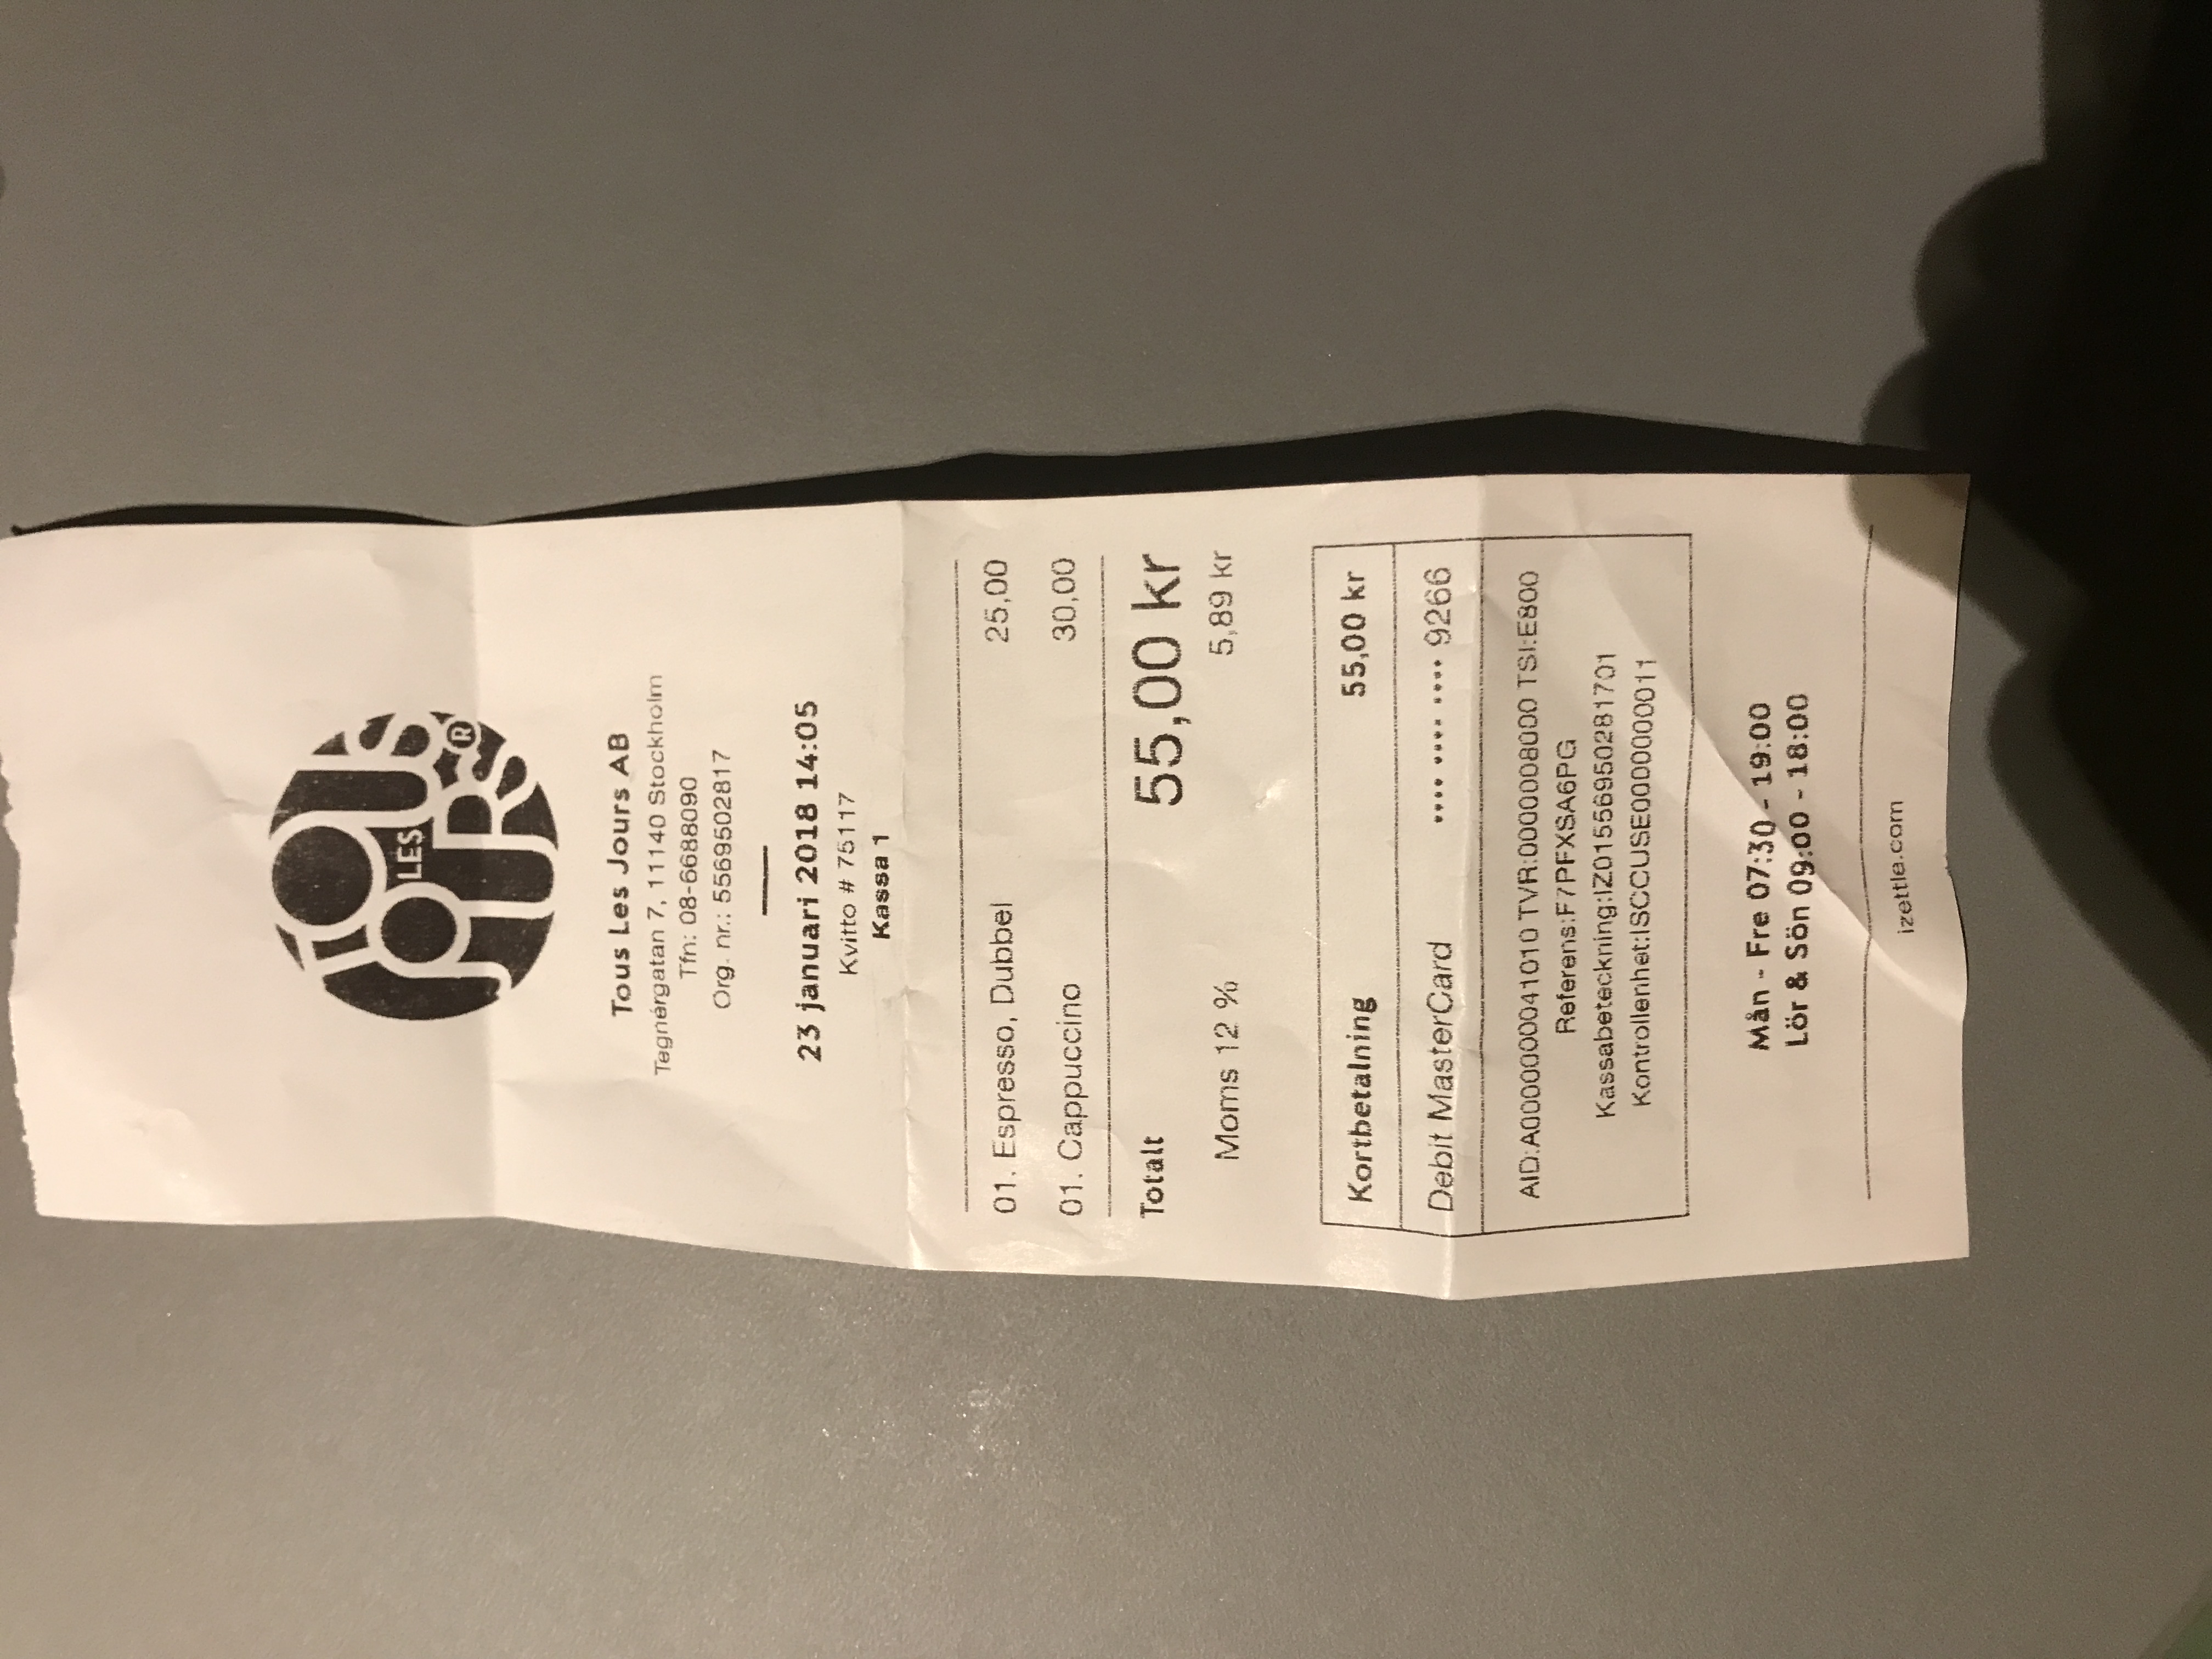 TOUS
LES
JOURS
®
Tous Les Jours AB
Tegnérgatan 7, 11140 Stockholm
Tfn: 08-6688090
Org. nr.: 5569502817
23 januari 2018 14:05
Kvitto # 75117
Kassa 1
01. Espresso, Dubbel 25,00
01. Cappuccino 30,00
Totalt 55,00 kr
Moms 12 % 5,89 kr
Kortbetalning 55,00 kr
Debit MasterCard •••• •••• •••• 9266
AID:A0000000041010 TVR:0000008000 TSI:E800
Referens:F7PFXSA6PG
Kassabeteckning:IZ01556950281701
Kontrollenhet:ISCCUSE0000000011
Mån - Fre 07:30 - 19:00
Lör & Sön 09:00 - 18:00
izettle.com